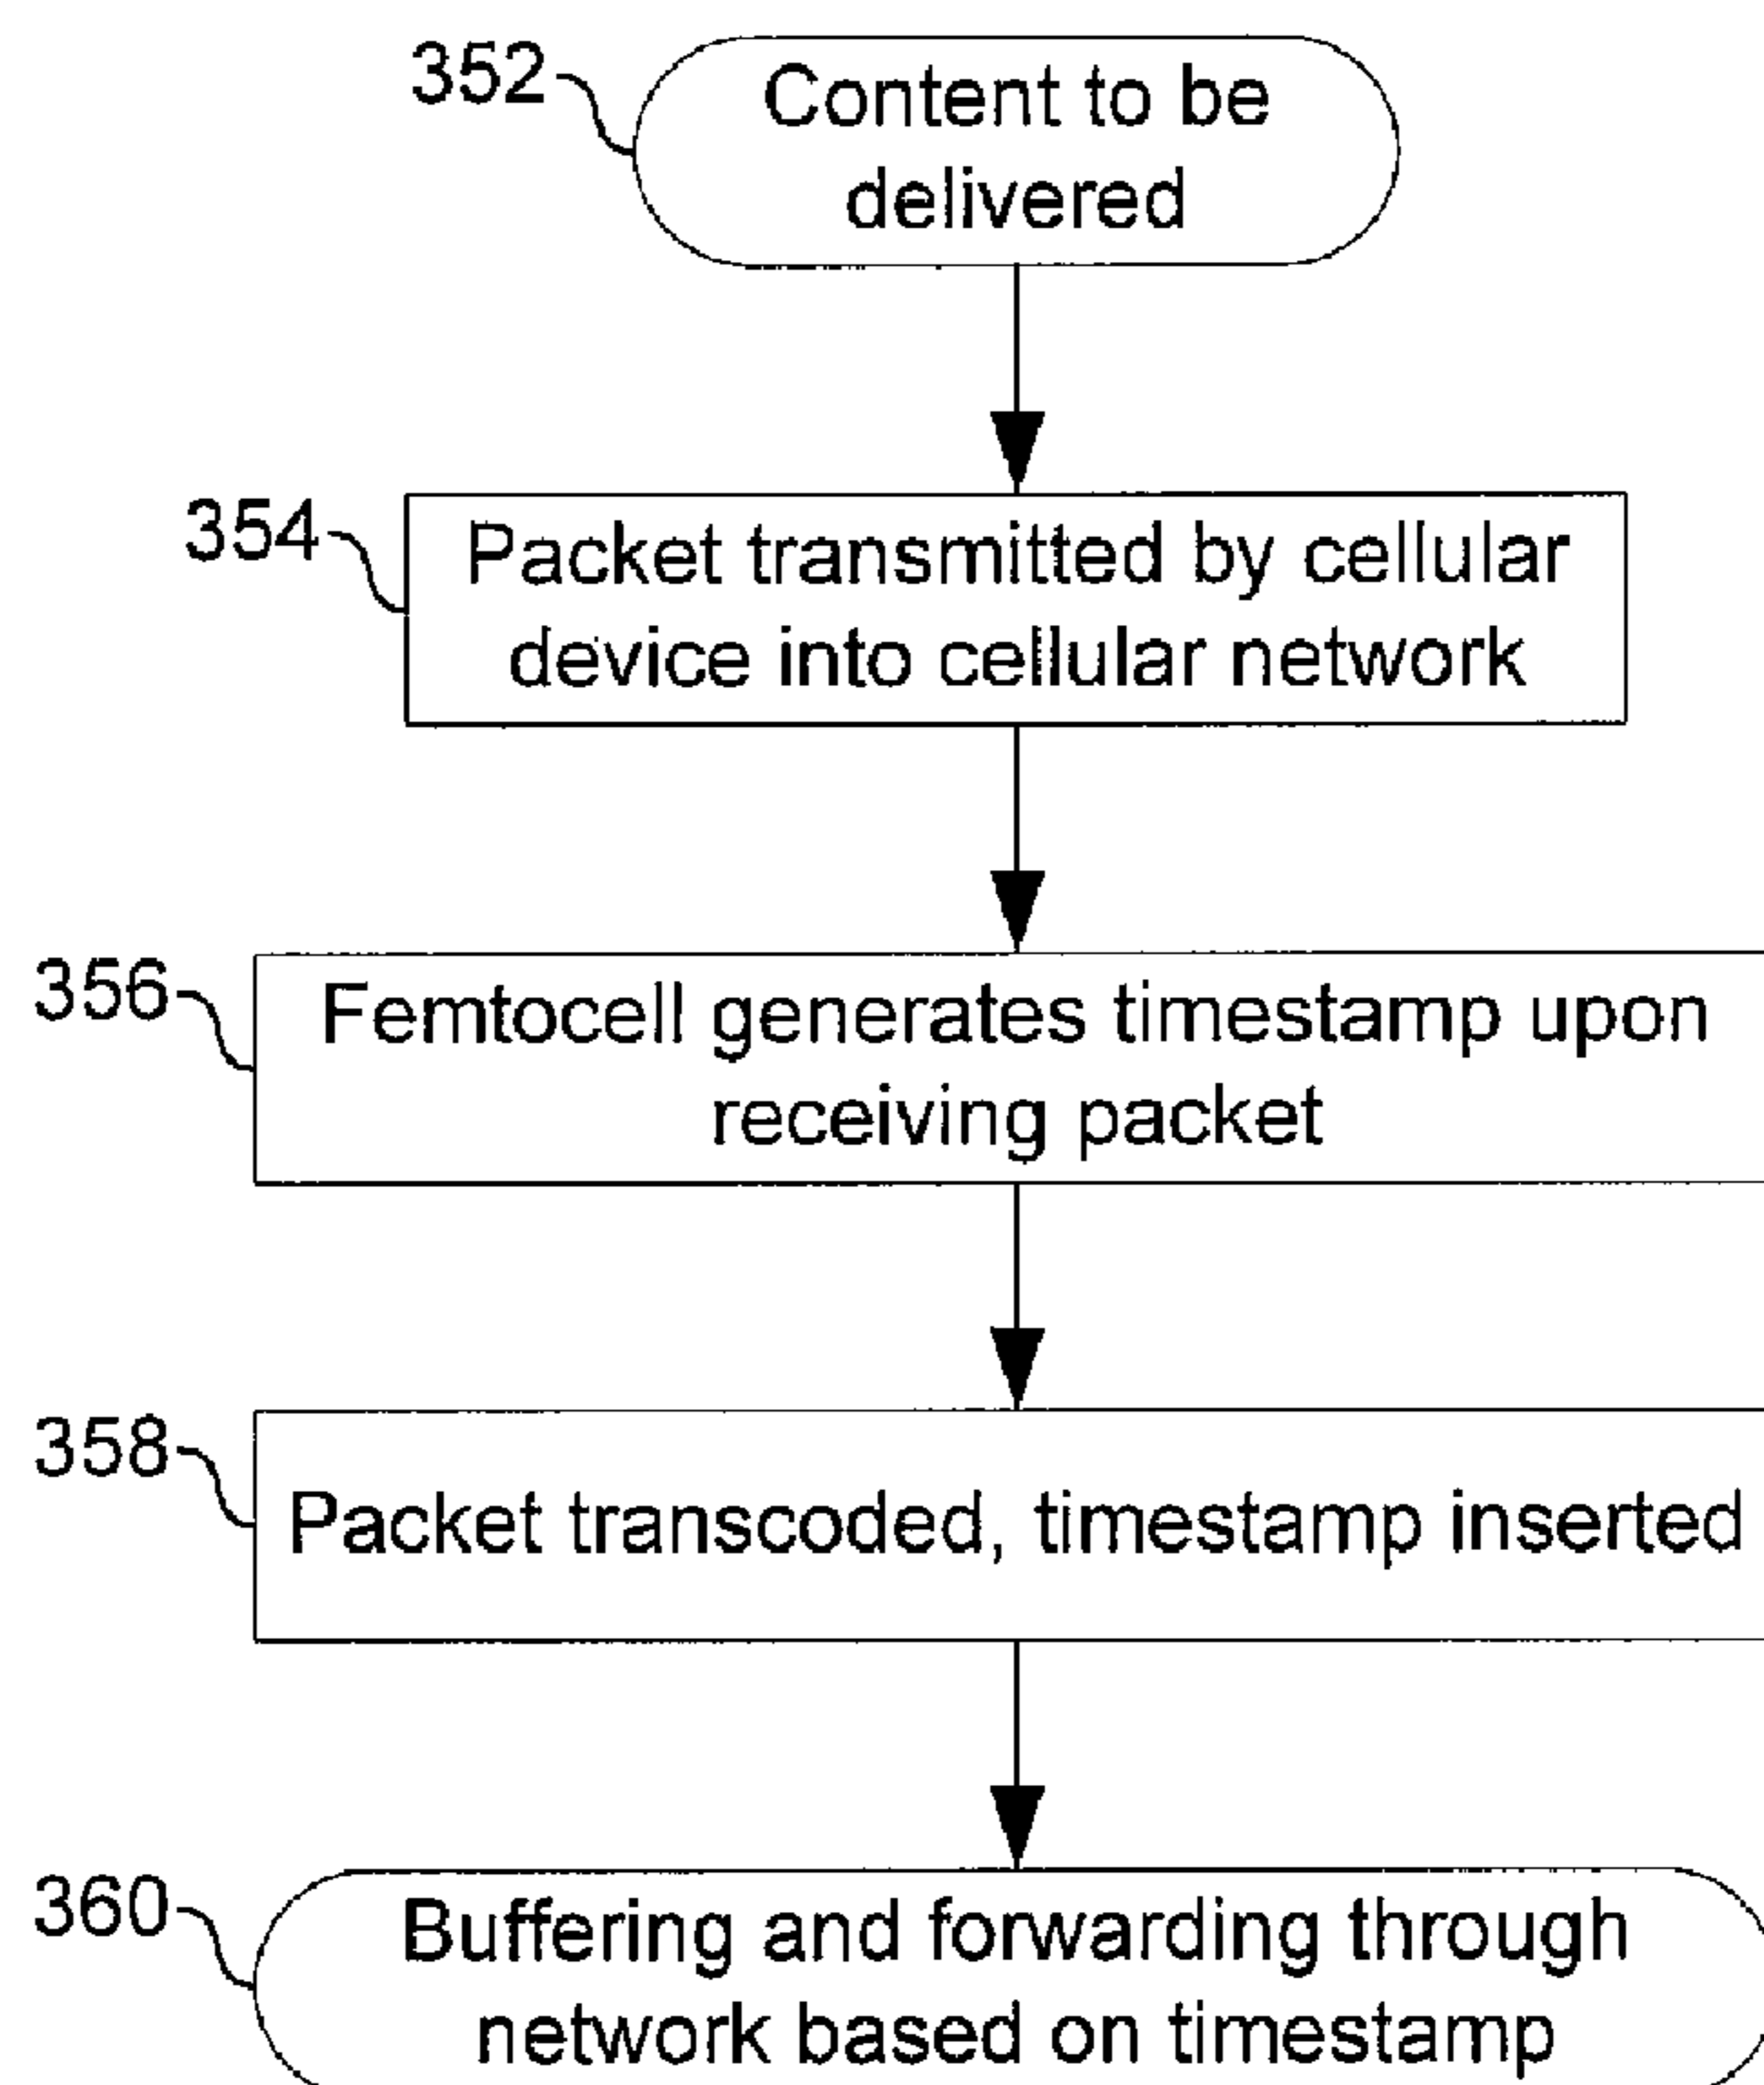 352
Content to be
delivered
354
Packet transmitted by cellular
device into cellular network
356
Femtocell generates timestamp upon
receiving packet
358
Packet transcoded, timestamp inserted
360
Buffering and forwarding through
network based on timestamp